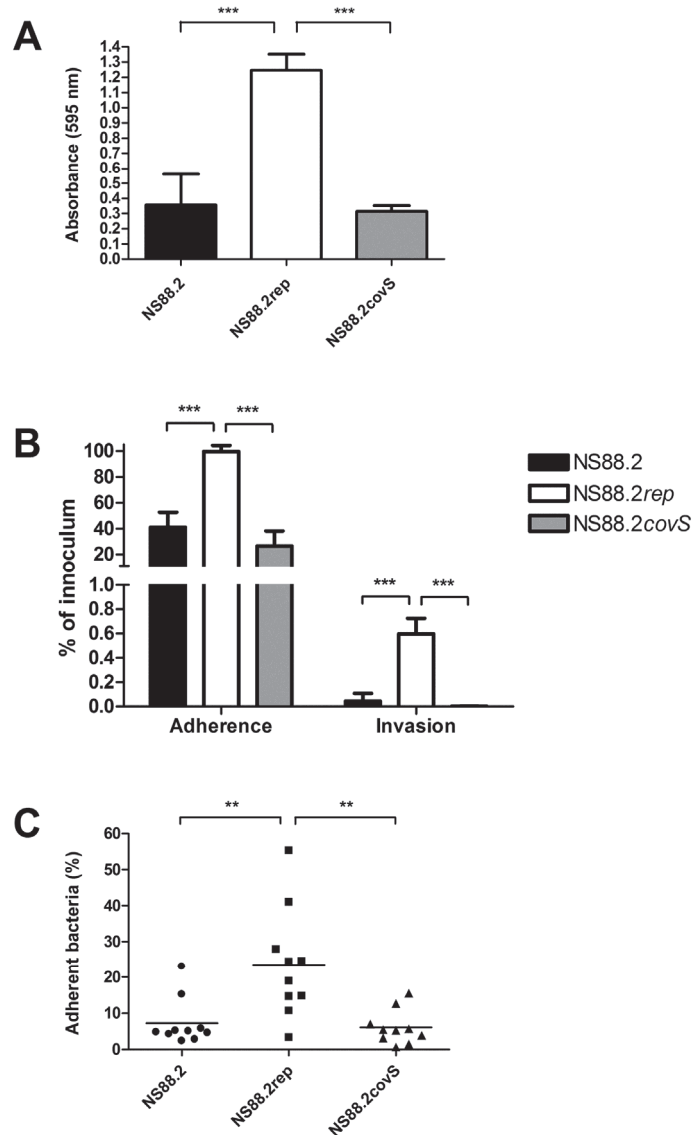 A
***
***
Absorbance (595 nm)
1.4
1.3
1.2
1.1
1.0
0.9
0.8
0.7
0.6
0.5
0.4
0.3
0.2
0.1
0.0
NS88.2
NS88.2rep
NS88.2covS
B
***
***
% of innoculum
100
80
60
40
20
1.0
0.8
0.6
0.4
0.2
0.0
***
***
Adherence
Invasion
NS88.2
NS88.2rep
NS88.2covS
C
**
**
Adherent bacteria (%)
60
50
40
30
20
10
0
NS88.2
NS88.2rep
NS88.2covS